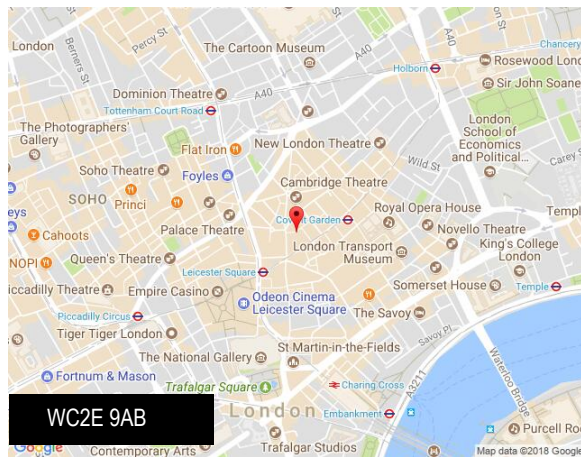 London
Percy St
Berners St
The Cartoon Museum
A40
Chancery
Holborn
Rosewood Lond
Sir John Soane
Dominion Theatre
A40
Tottenham Court Road
The Photographers'
Gallery
Flat Iron
New London Theatre
London
School of
Economics
and Political...
Wild St
Carey St
Soho Theatre
Foyles
SOHO
Princi
Cambridge Theatre
Covent Garden
Royal Opera House
Cahoots
Palace Theatre
Novello Theatre
Temple
NOPI
Queen's Theatre
London Transport
Museum
King's College
London
Leicester Square
Piccadilly Theatre
Empire Casino
Somerset House
Temple
Odeon Cinema
Leicester Square
Piccadilly Circus
The Savoy
Tiger Tiger London
Savoy Pl
The National Gallery
St Martin-in-the-Fields
Waterloo Bridge
Fortnum & Mason
Trafalgar Square
Charing Cross
A3211
London
Embankment
WC2E 9AB
Purcell Roo
Google
Contemporary Arts
Trafalgar Studios
Map data ©2018 Google